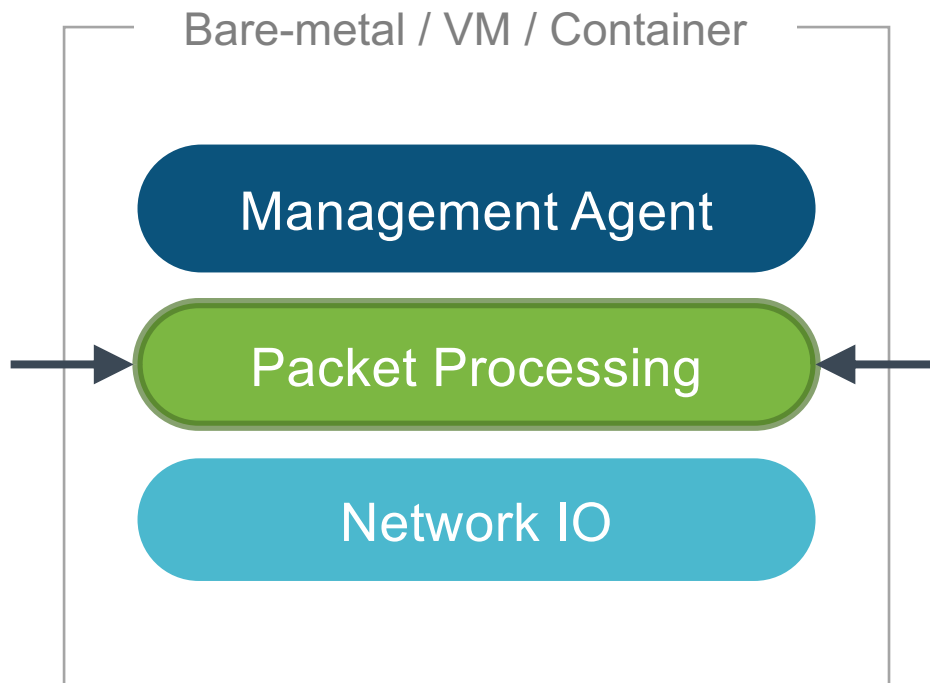 Bare-metal / VM / Container
Management Agent
Packet Processing
Network IO